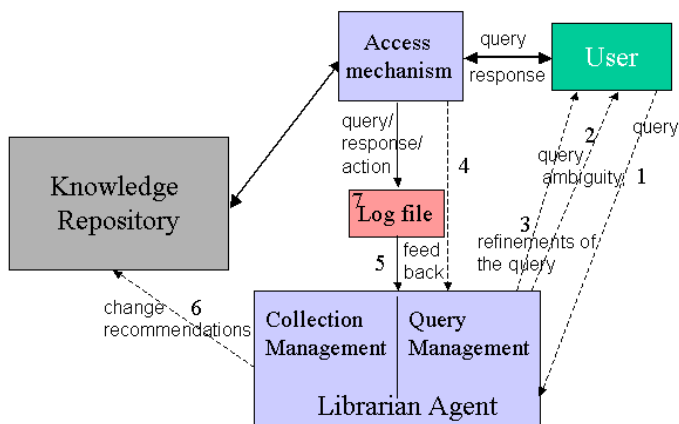 Access
mechanism
query
response
User
query/
response/
action
4
2
query
query
ambiguity
1
Knowledge
Repository
7
Log file
3
refinements of
the query
5
feed
back
6
change
recommendations
Collection
Management
Query
Management
Librarian Agent